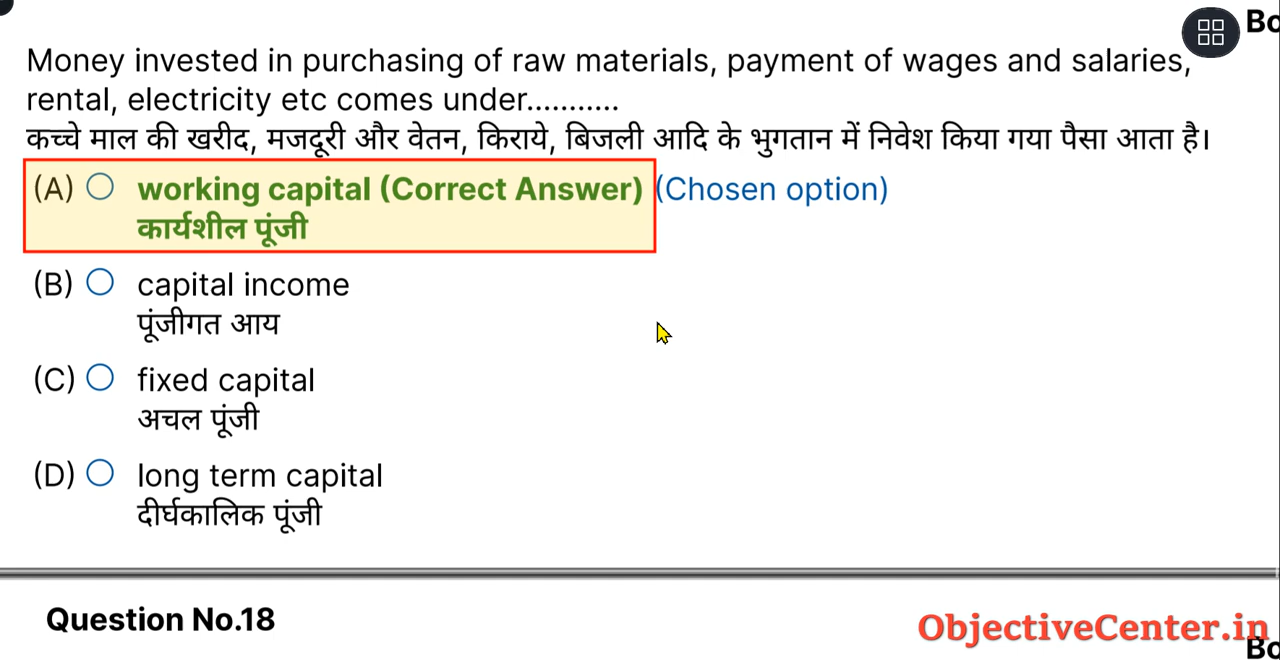 Bo
Money invested in purchasing of raw materials, payment of wages and salaries,
rental, electricity etc comes under...........
कच्चे माल की खरीद, मजदूरी और वेतन, किराये, बिजली आदि के भुगतान में निवेश किया गया पैसा आता है।
(A) working capital (Correct Answer) (Chosen option)
कार्यशील पूंजी
(B) capital income
पूंजीगत आय
(C) fixed capital
अचल पूंजी
(D) long term capital
दीर्घकालिक पूंजी
Question No.18
ObjectiveCenter.in
Bo